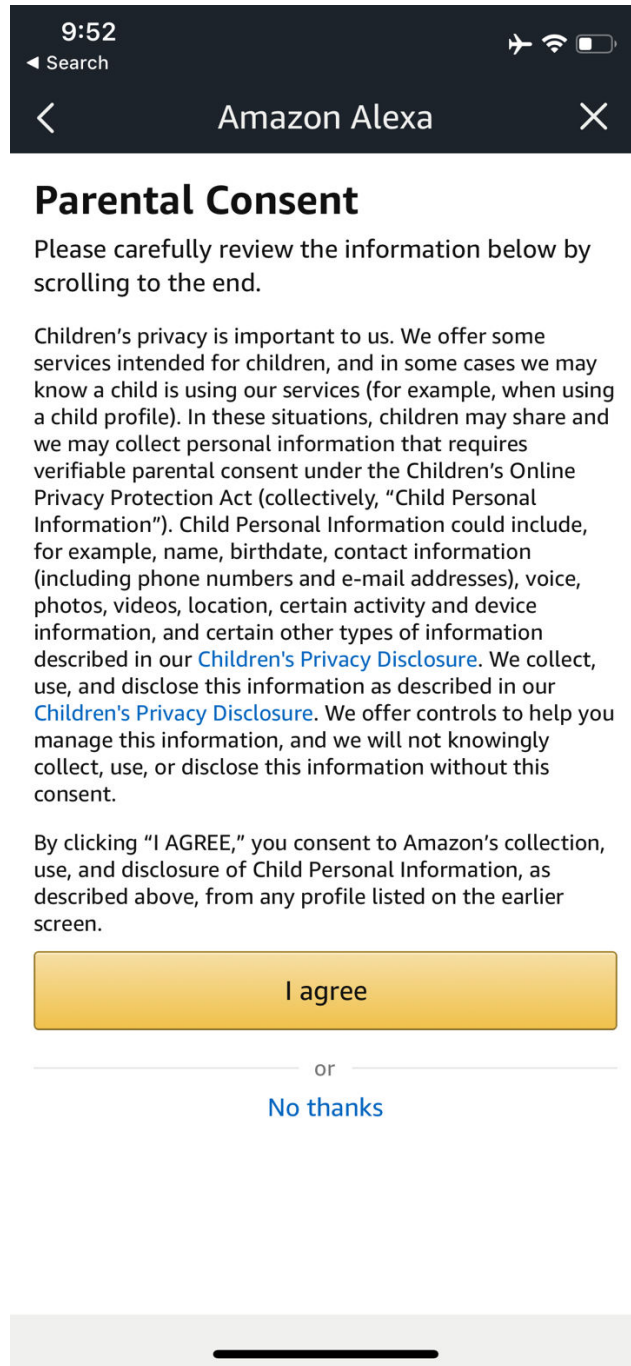 9:52
◀ Search
Amazon Alexa
Parental Consent
Please carefully review the information below by
scrolling to the end.
Children’s privacy is important to us. We offer some
services intended for children, and in some cases we may
know a child is using our services (for example, when using
a child profile). In these situations, children may share and
we may collect personal information that requires
verifiable parental consent under the Children’s Online
Privacy Protection Act (collectively, “Child Personal
Information”). Child Personal Information could include,
for example, name, birthdate, contact information
(including phone numbers and e-mail addresses), voice,
photos, videos, location, certain activity and device
information, and certain other types of information
described in our Children's Privacy Disclosure. We collect,
use, and disclose this information as described in our
Children's Privacy Disclosure. We offer controls to help you
manage this information, and we will not knowingly
collect, use, or disclose this information without this
consent.
By clicking “I AGREE,” you consent to Amazon’s collection,
use, and disclosure of Child Personal Information, as
described above, from any profile listed on the earlier
screen.
I agree
or
No thanks